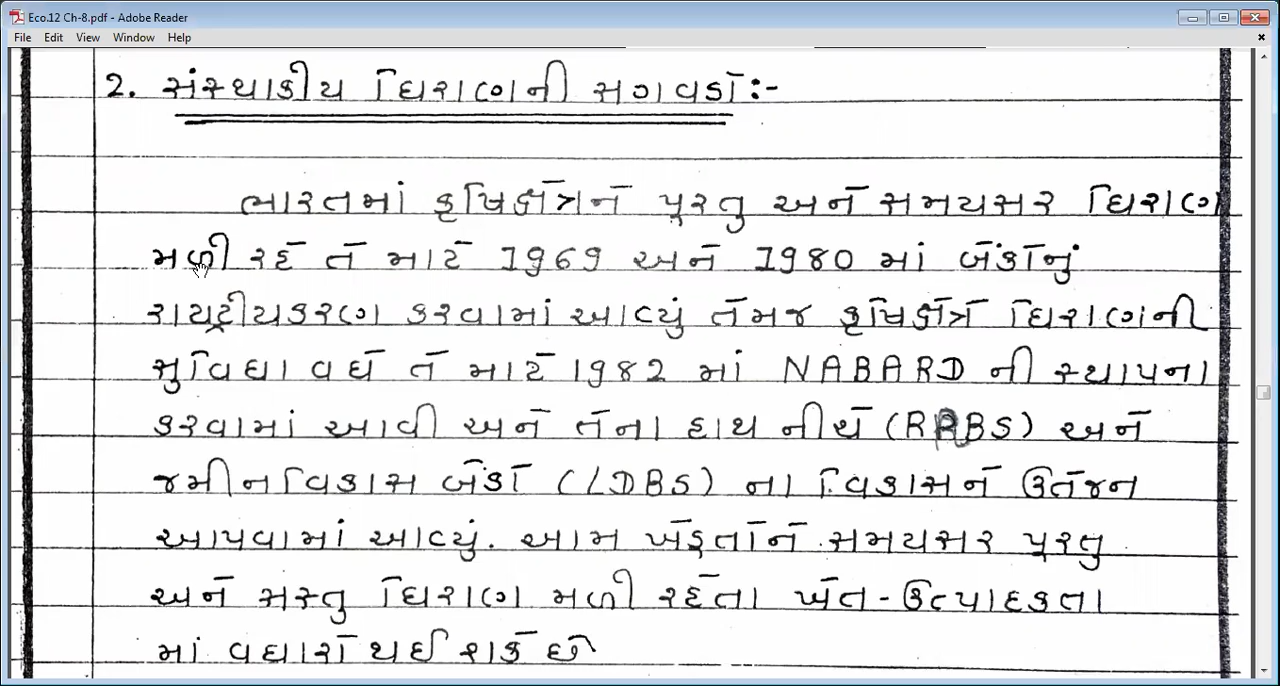 Eco.12 Ch-8.pdf - Adobe Reader
File Edit View Window Help
2. સંસ્થાકીય ધિરાણની સગવડો:-
ભારતમાં કૃષિક્ષેત્રને પૂરતુ અને સમયસર ધિરાણ
મળી રહે તે માટે 1969 અને 1980 માં બેંકોનું
રાષ્ટ્રીયકરણ કરવામાં આવ્યું તેમજ કૃષિક્ષેત્રે ધિરાણની
સુવિધા વધે તે માટે 1982 માં NABARD ની સ્થાપના
કરવામાં આવી અને તેના હાથ નીચે (RRBS) અને
જમીનવિકાસ બેંકો (LDBS) ના વિકાસને ઉતેજન
આપવામાં આવ્યું. આમ ખેડૂતોને સમયસર પૂરતુ
અને સસ્તુ ધિરાણ મળી રહેતા ખેત-ઉત્પાદકતા
માં વધારો થઈ શકે છે